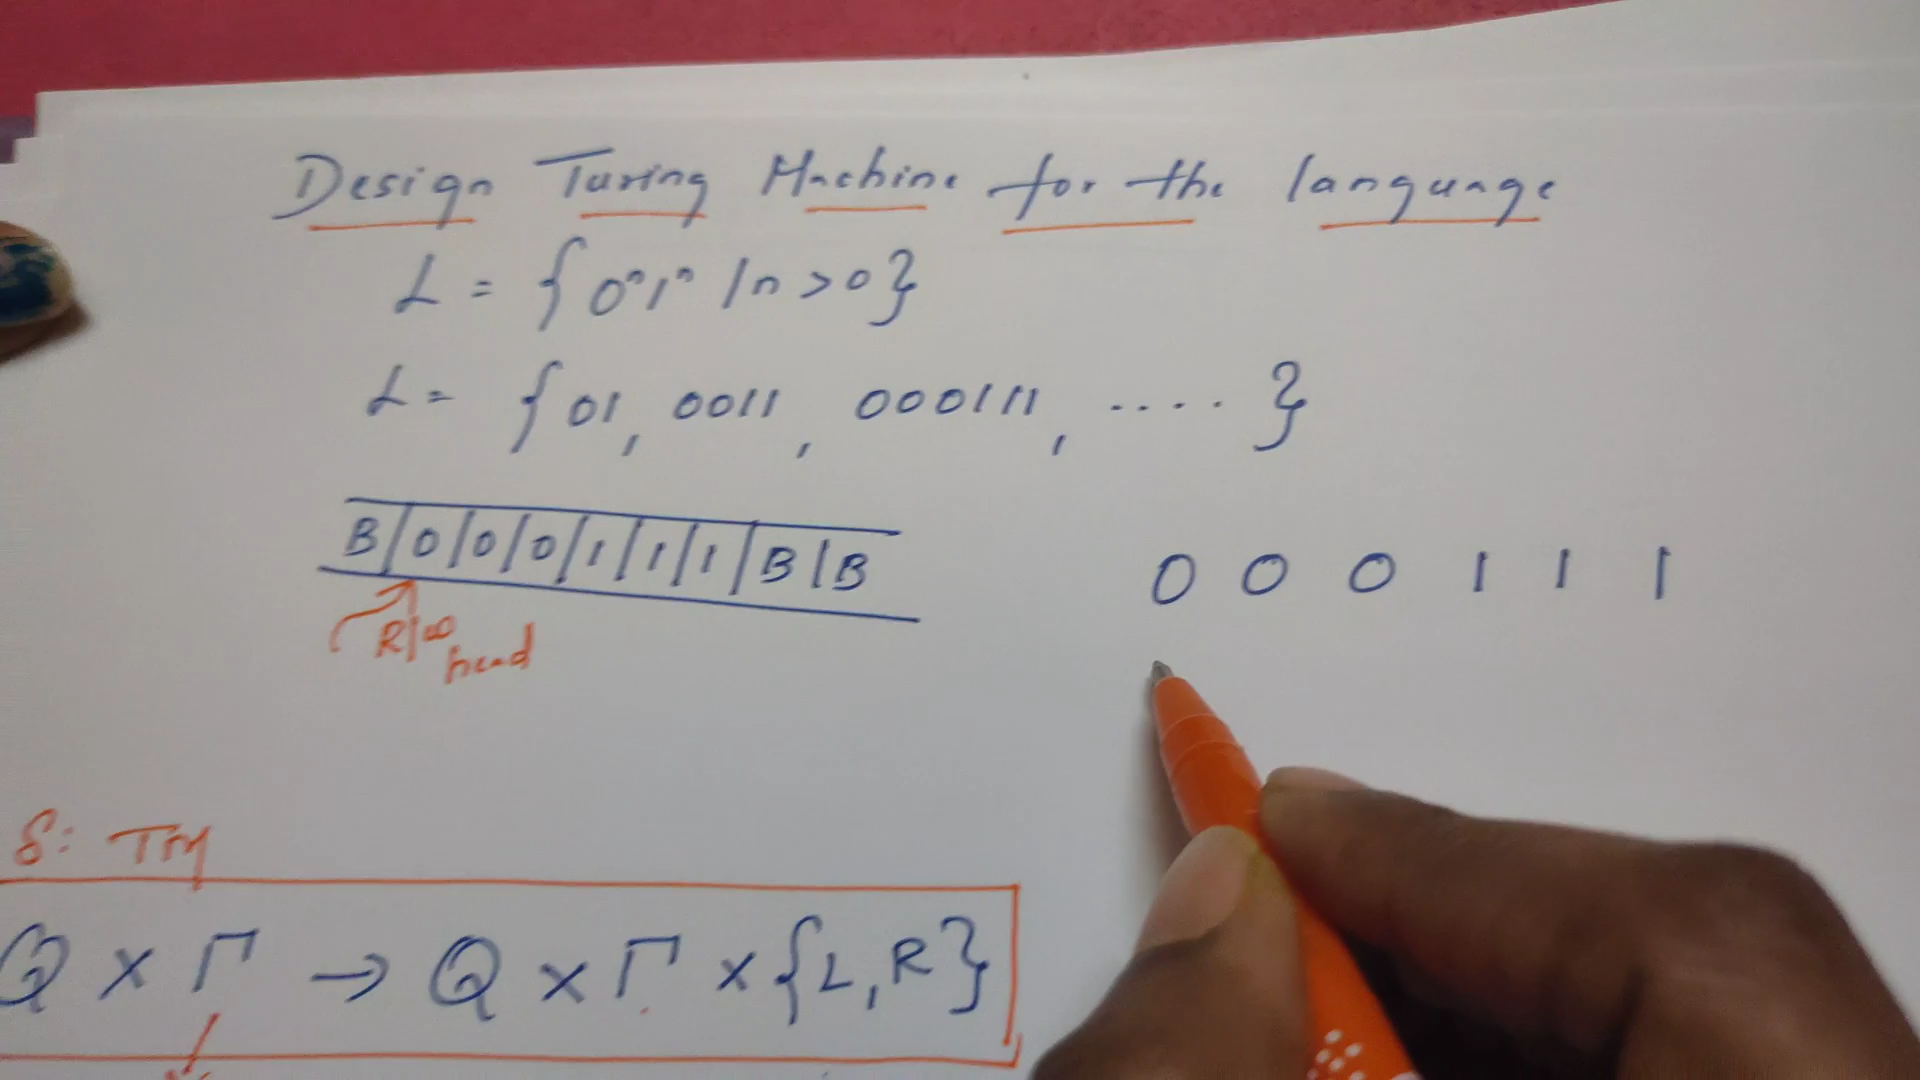 Design Turing Machine for the language
L = {0ⁿ1ⁿ | n > 0}
L = {01, 0011, 000111, .... }
B|0|0|0|1|1|1|B|B
0 0 0 1 1 1
R/w
head
δ:
Q × Γ → Q × Γ × {L, R}